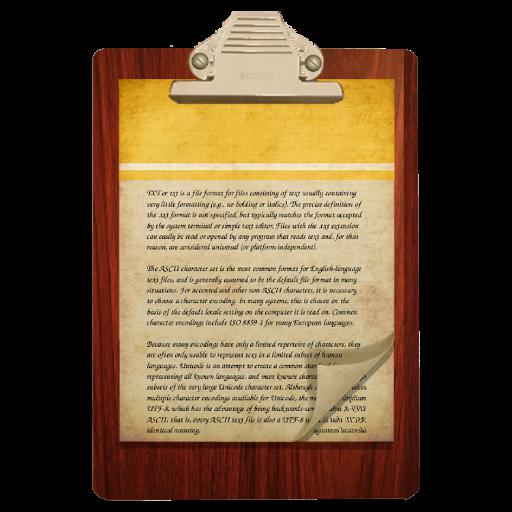 TXT or txt is a file format for files consisting of text usually containing
very little formatting (e.g., no bolding or italics). The precise definition of
the .txt format is not specified, but typically matches the format accepted
by the system terminal or simple text editor. Files with the .txt extension
can easily be read or opened by any program that reads text and, for that
reason, are considered universal (or platform independent).
The ASCII character set is the most common format for English-language
text files, and is generally assumed to be the default file format in many
situations. For accented and other non-ASCII characters, it is necessary
to choose a character encoding. In many systems, this is chosen on the
basis of the default locale setting on the computer it is read on. Common
character encodings include ISO 8859-1 for many European languages.
Because many encodings have only a limited repertoire of characters, they
are often only usable to represent text in a limited subset of human
languages. Unicode is an attempt to create a common
representing all known languages, and most known
subsets of the very large Unicode character set. Although
multiple character encodings available for Unicode, the
UTF-8, which has the advantage of being
ASCII: that is, every ASCII text file is also a UTF-8
identical meaning.